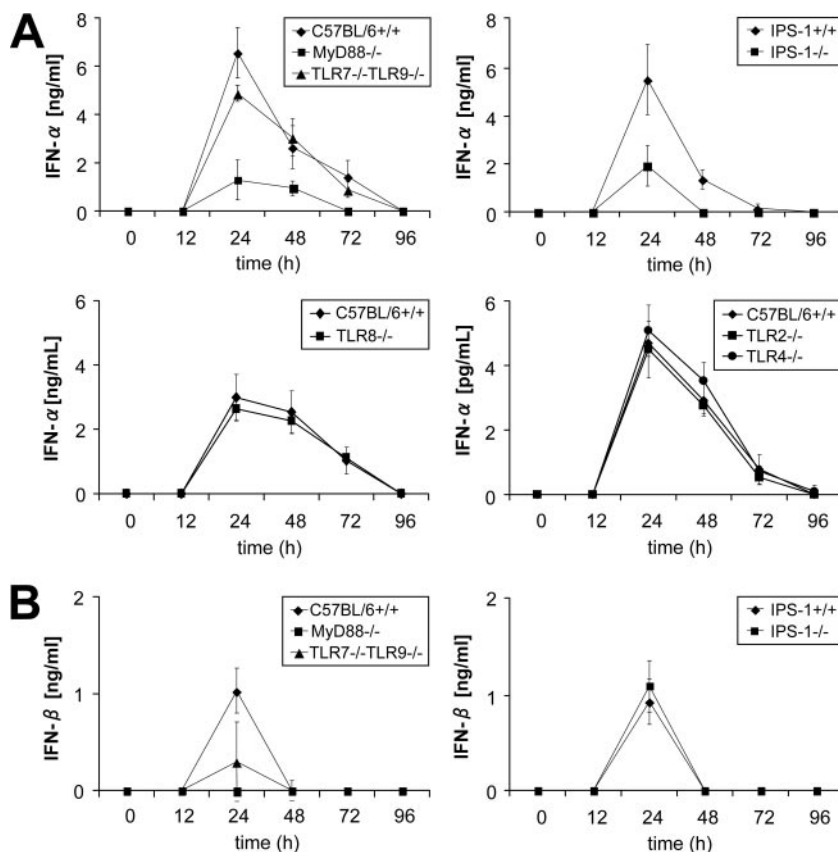 A
IFN-α [ng/ml]
8
6
4
2
0
C57BL/6+/+
MyD88-/-
TLR7-/-TLR9-/-
0 12 24 48 72 96
time (h)
IFN-α [ng/ml]
8
6
4
2
0
IPS-1+/+
IPS-1-/-
0 12 24 48 72 96
time (h)
IFN-α [ng/mL]
6
4
2
0
C57BL/6+/+
TLR8-/-
0 12 24 48 72 96
time (h)
IFN-α [pg/mL]
6
4
2
0
C57BL/6+/+
TLR2-/-
TLR4-/-
0 12 24 48 72 96
time (h)
B
IFN-β [ng/ml]
2
1
0
C57BL/6+/+
MyD88-/-
TLR7-/-TLR9-/-
0 12 24 48 72 96
time (h)
IFN-β [ng/ml]
2
1
0
IPS-1+/+
IPS-1-/-
0 12 24 48 72 96
time (h)